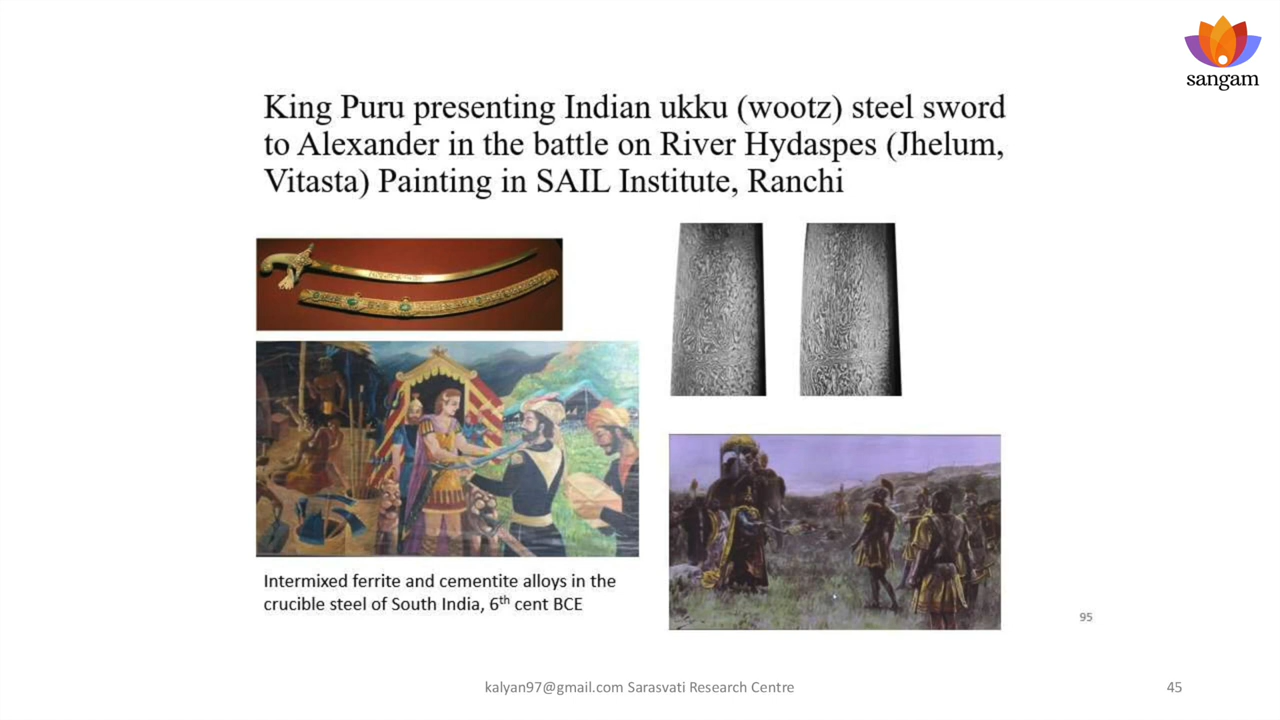 sangam
King Puru presenting Indian ukku (wootz) steel sword
to Alexander in the battle on River Hydaspes (Jhelum,
Vitasta) Painting in SAIL Institute, Ranchi
Intermixed ferrite and cementite alloys in the
crucible steel of South India, 6th cent BCE
95
kalyan97@gmail.com Sarasvati Research Centre
45